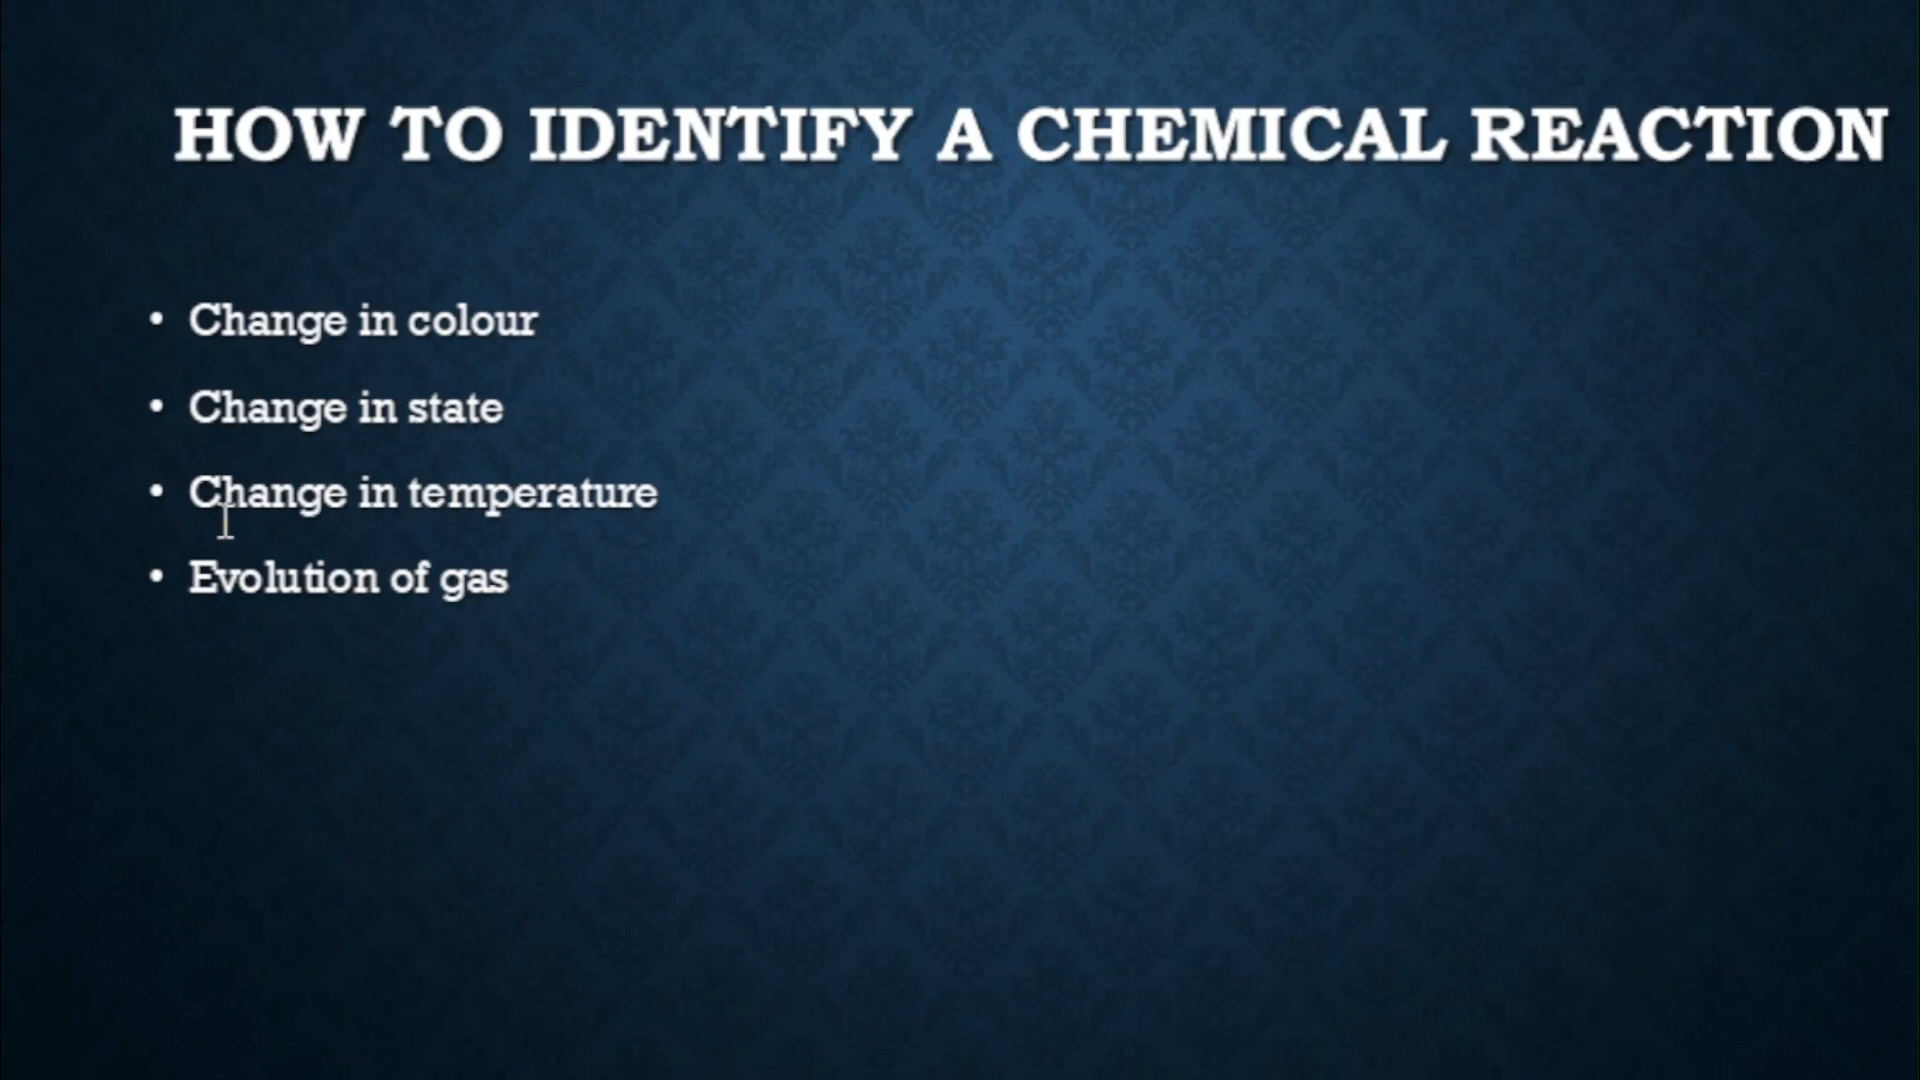 HOW TO IDENTIFY A CHEMICAL REACTION
• Change in colour
• Change in state
• Change in temperature
• Evolution of gas